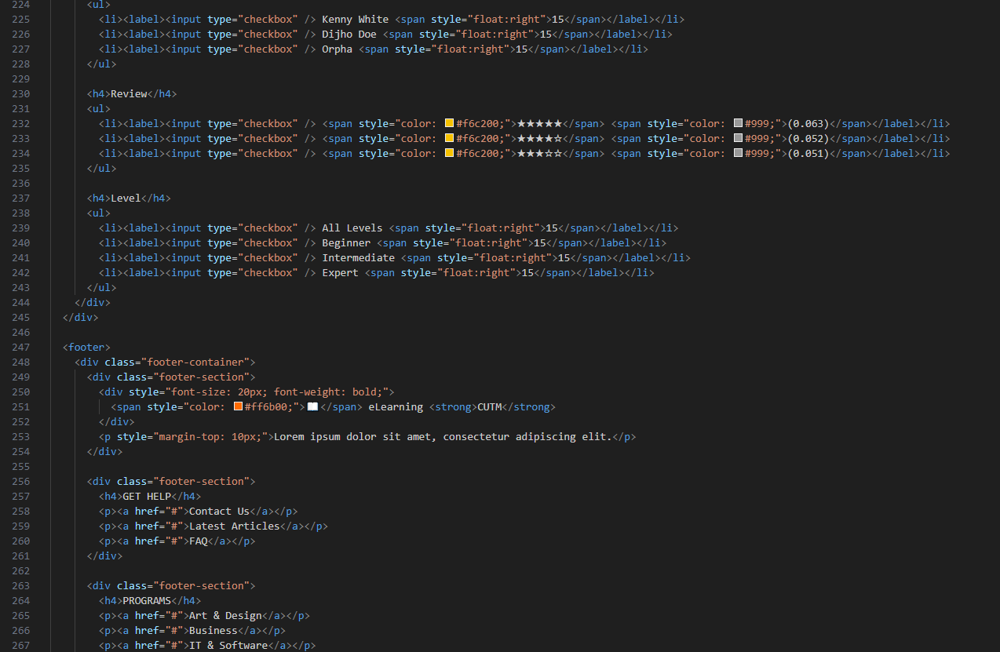 224 <ul>
225 <li><label><input type="checkbox" /> Kenny White <span style="float:right">15</span></label></li>
226 <li><label><input type="checkbox" /> Dijho Doe <span style="float:right">15</span></label></li>
227 <li><label><input type="checkbox" /> Orpha <span style="float:right">15</span></label></li>
228 </ul>
229
230 <h4>Review</h4>
231 <ul>
232 <li><label><input type="checkbox" /> <span style="color: #f6c200;">★★★★★</span> <span style="color: #999;">(0.063)</span></label></li>
233 <li><label><input type="checkbox" /> <span style="color: #f6c200;">★★★★☆</span> <span style="color: #999;">(0.052)</span></label></li>
234 <li><label><input type="checkbox" /> <span style="color: #f6c200;">★★★☆☆</span> <span style="color: #999;">(0.051)</span></label></li>
235 </ul>
236
237 <h4>Level</h4>
238 <ul>
239 <li><label><input type="checkbox" /> All Levels <span style="float:right">15</span></label></li>
240 <li><label><input type="checkbox" /> Beginner <span style="float:right">15</span></label></li>
241 <li><label><input type="checkbox" /> Intermediate <span style="float:right">15</span></label></li>
242 <li><label><input type="checkbox" /> Expert <span style="float:right">15</span></label></li>
243 </ul>
244 </div>
245 </div>
246
247 <footer>
248 <div class="footer-container">
249 <div class="footer-section">
250 <div style="font-size: 20px; font-weight: bold;">
251 <span style="color: #ff6b00;">📖</span> eLearning <strong>CUTM</strong>
252 </div>
253 <p style="margin-top: 10px;">Lorem ipsum dolor sit amet, consectetur adipiscing elit.</p>
254 </div>
255
256 <div class="footer-section">
257 <h4>GET HELP</h4>
258 <p><a href="#">Contact Us</a></p>
259 <p><a href="#">Latest Articles</a></p>
260 <p><a href="#">FAQ</a></p>
261 </div>
262
263 <div class="footer-section">
264 <h4>PROGRAMS</h4>
265 <p><a href="#">Art & Design</a></p>
266 <p><a href="#">Business</a></p>
267 <p><a href="#">IT & Software</a></p>